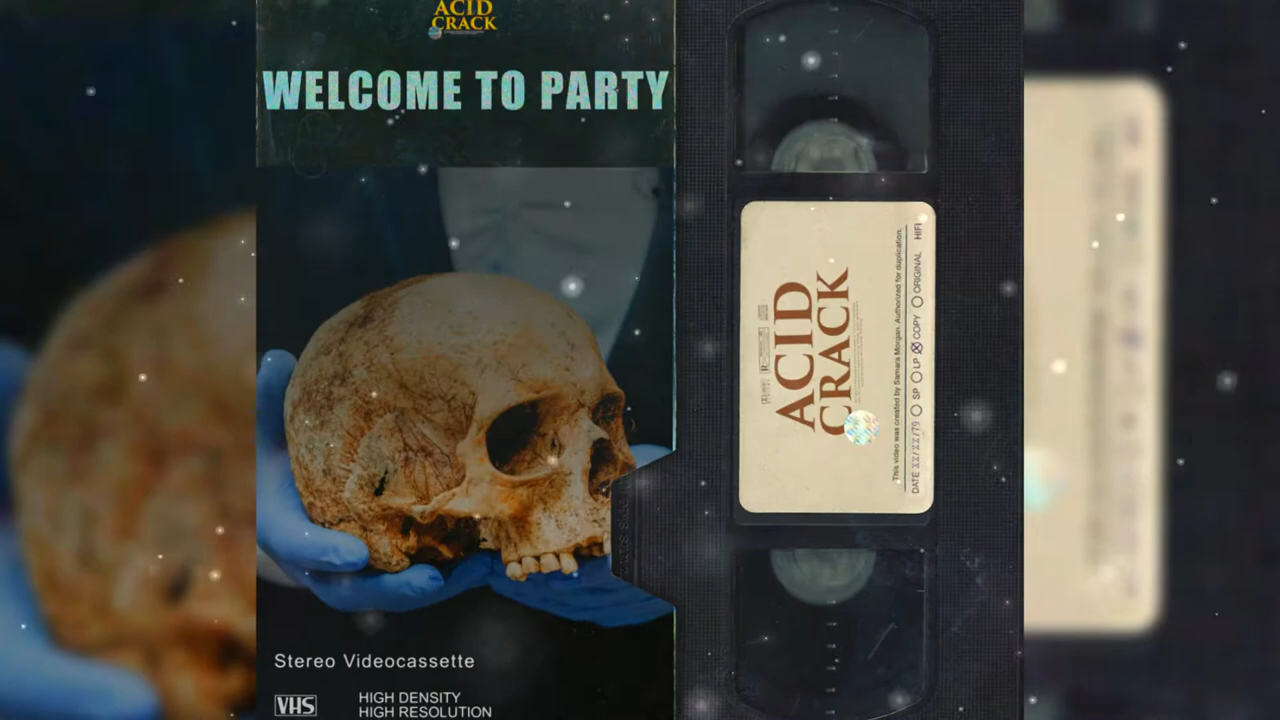 ACID
CRACK
WELCOME TO PARTY
Stereo Videocassette
VHS
HIGH DENSITY
HIGH RESOLUTION
ACID
CRACK
This video was created by Samara Morgan. Authorized for duplication.
DATE XX/XX/79 SP LP COPY ORIGINAL HIFI